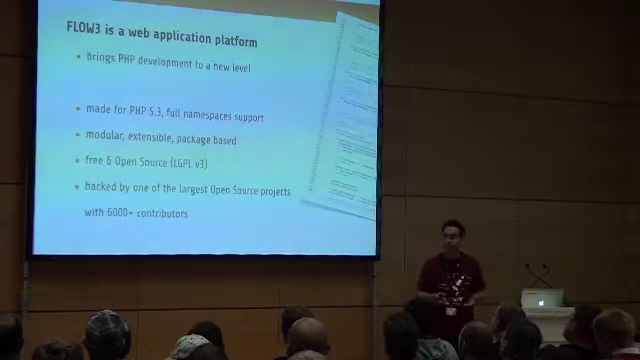 FLOW3 is a web application platform
brings PHP development to a new level
made for PHP 5.3, full namespaces support
modular, extensible, package based
free & Open Source (LGPL v3)
backed by one of the largest Open Source projects
with 6000+ contributors